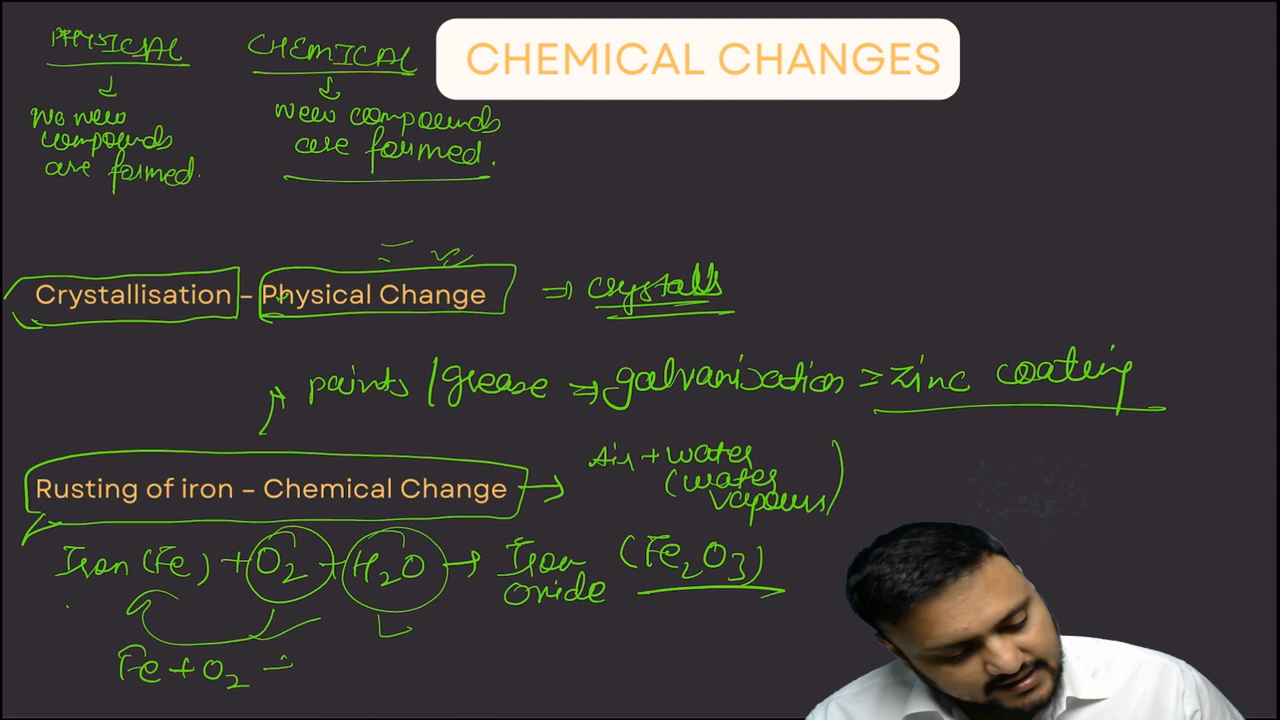 CHEMICAL CHANGES
PHYSICAL
CHEMICAL
No new
compounds
are formed.
New compounds
are formed.
Crystallisation – Physical Change ⇒ crystals
paints / grease ⇒ galvanisation = zinc coating
Rusting of iron – Chemical Change → Air + water
(water
vapours)
Iron (Fe) + O2 + H2O → Iron (Fe2O3)
oxide
Fe + O2